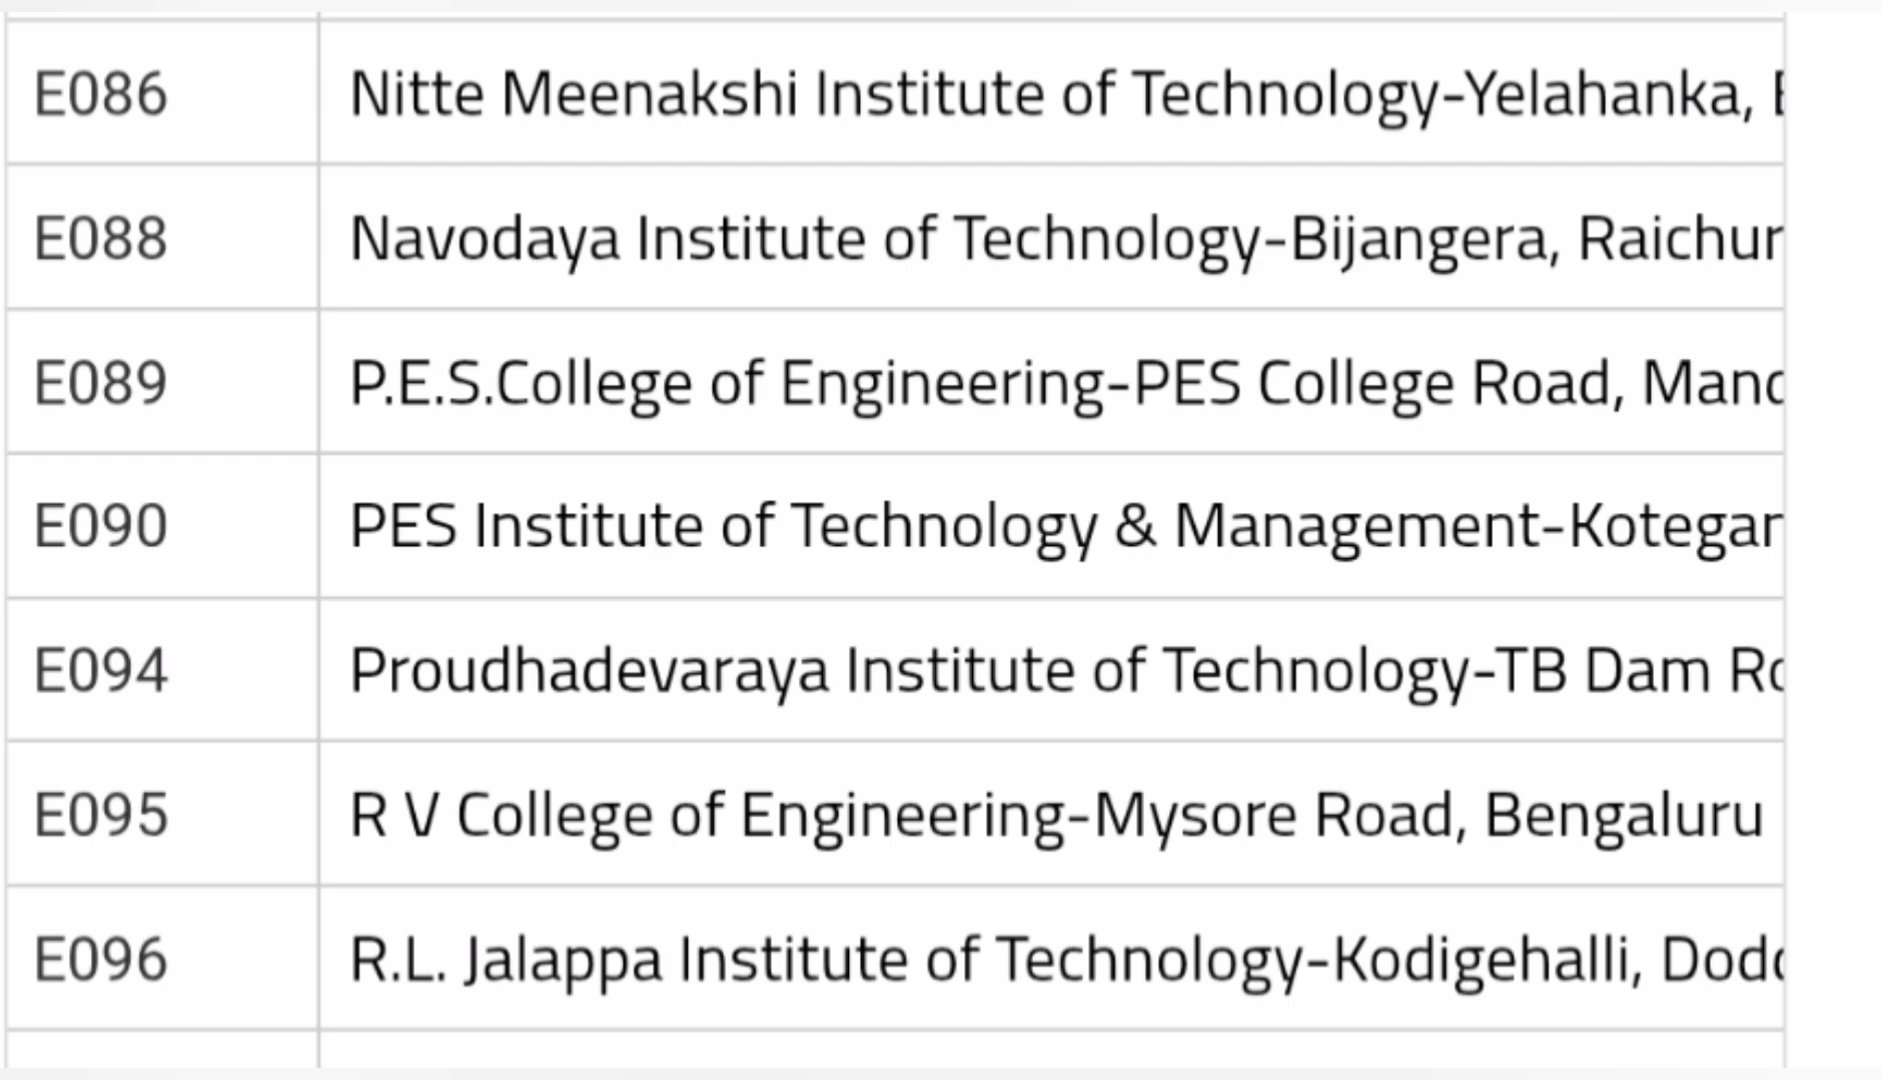 E086 Nitte Meenakshi Institute of Technology-Yelahanka,
E088 Navodaya Institute of Technology-Bijangera, Raichur
E089 P.E.S.College of Engineering-PES College Road,
E090 PES Institute of Technology & Management-
E094 Proudhadevaraya Institute of Technology-TB Dam
E095 R V College of Engineering-Mysore Road, Bengaluru
E096 R.L. Jalappa Institute of Technology-Kodigehalli,